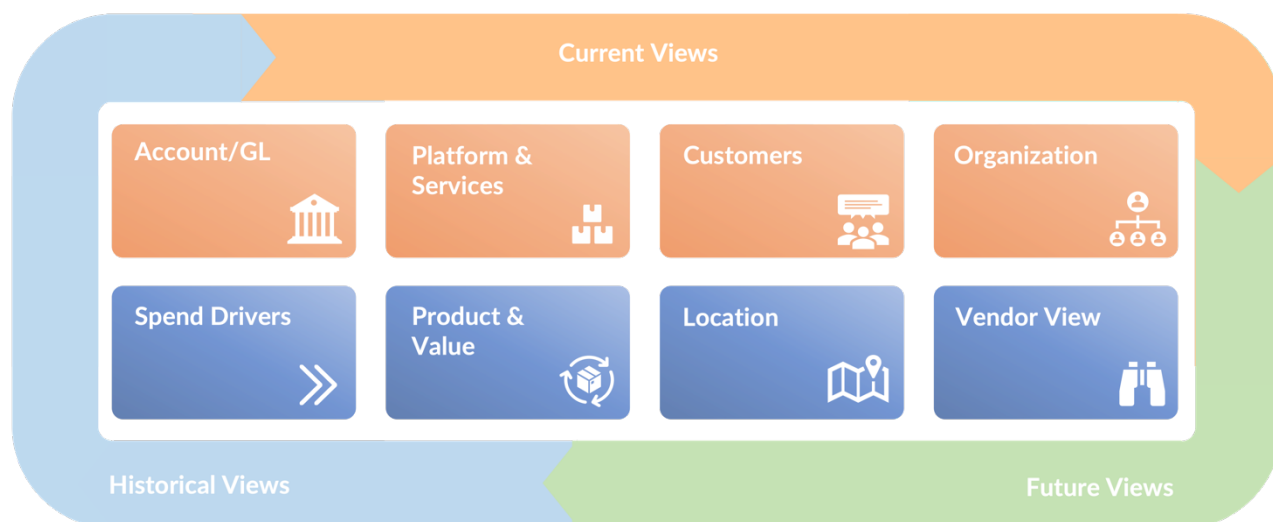 Current Views
Account/GL
Platform &
Services
Customers
Organization
Spend Drivers
Product &
Value
Location
Vendor View
Historical Views
Future Views